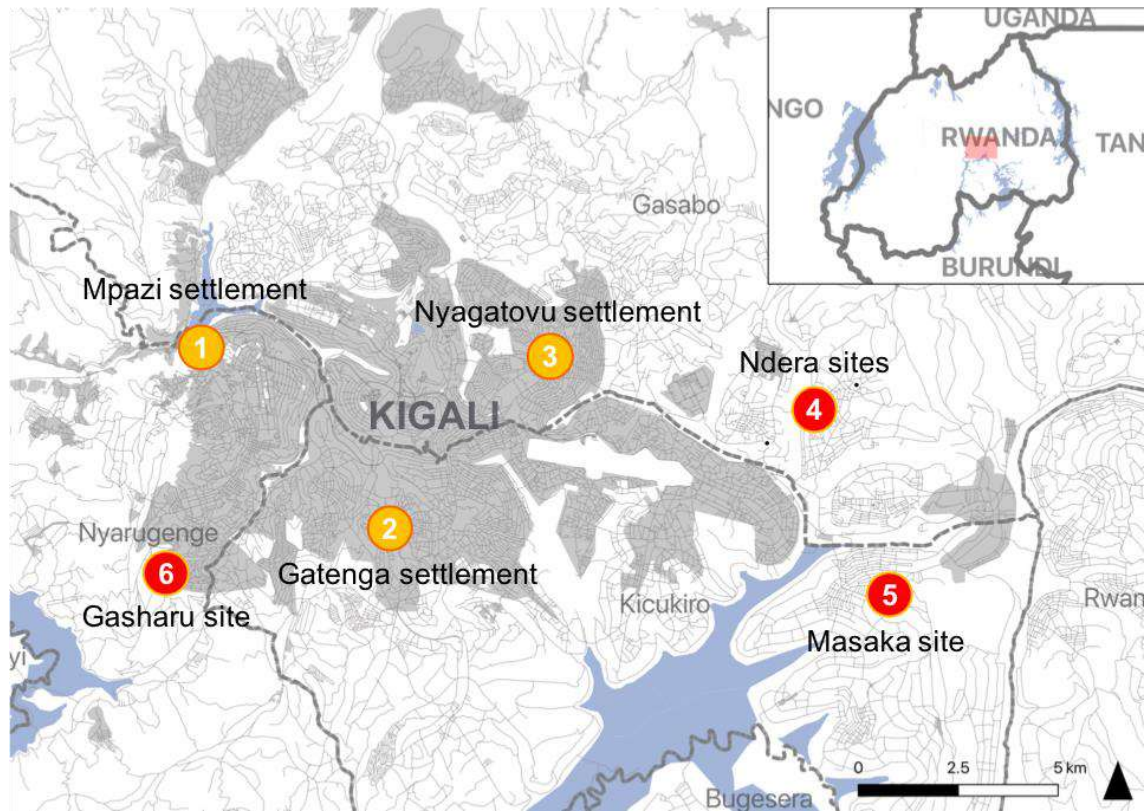 UGANDA
NGO
RWANDA
TAN
BURUNDI
Gasabo
Mpazi settlement
Nyagatovu settlement
1
3
Ndera sites
4
KIGALI
2
Nyarugenge
6
Gatenga settlement
5
Kicukiro
Rwan
Gasharu site
Masaka site
yi
0
2.5
5 km
Bugesera